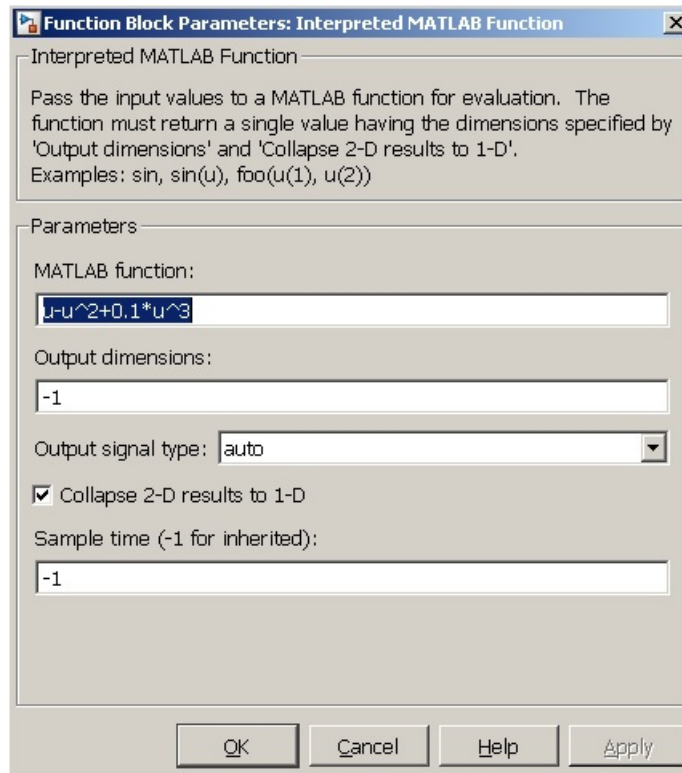 Function Block Parameters: Interpreted MATLAB Function
Interpreted MATLAB Function
Pass the input values to a MATLAB function for evaluation. The
function must return a single value having the dimensions specified by
'Output dimensions' and 'Collapse 2-D results to 1-D'.
Examples: sin, sin(u), foo(u(1), u(2))
Parameters
MATLAB function:
u-u^2+0.1*u^3
Output dimensions:
-1
Output signal type: auto
Collapse 2-D results to 1-D
Sample time (-1 for inherited):
-1
OK Cancel Help Apply